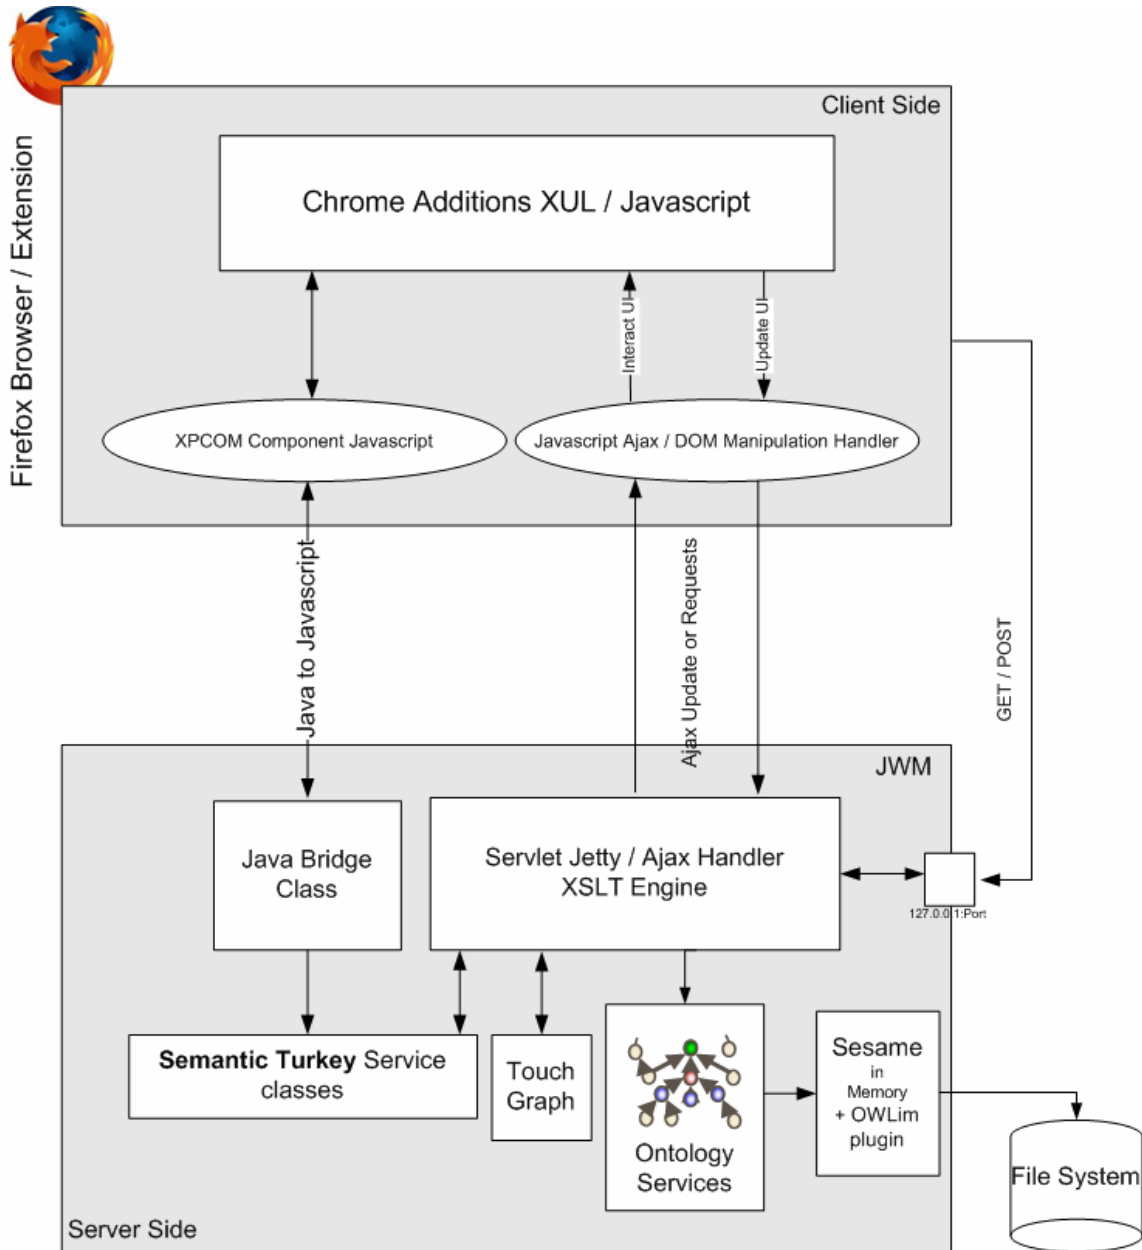 Client Side
Firefox Browser / Extension
Chrome Additions XUL / Javascript
Interact UI
Update UI
XPCOM Component Javascript
Javascript Ajax / DOM Manipulation Handler
Java to Javascript
Ajax Update or Requests
GET / POST
JWM
Java Bridge
Class
Servlet Jetty / Ajax Handler
XSLT Engine
127.0.0.1:Port
Semantic Turkey Service
classes
Touch
Graph
Ontology
Services
Sesame
in
Memory
+ OWLim
plugin
File System
Server Side